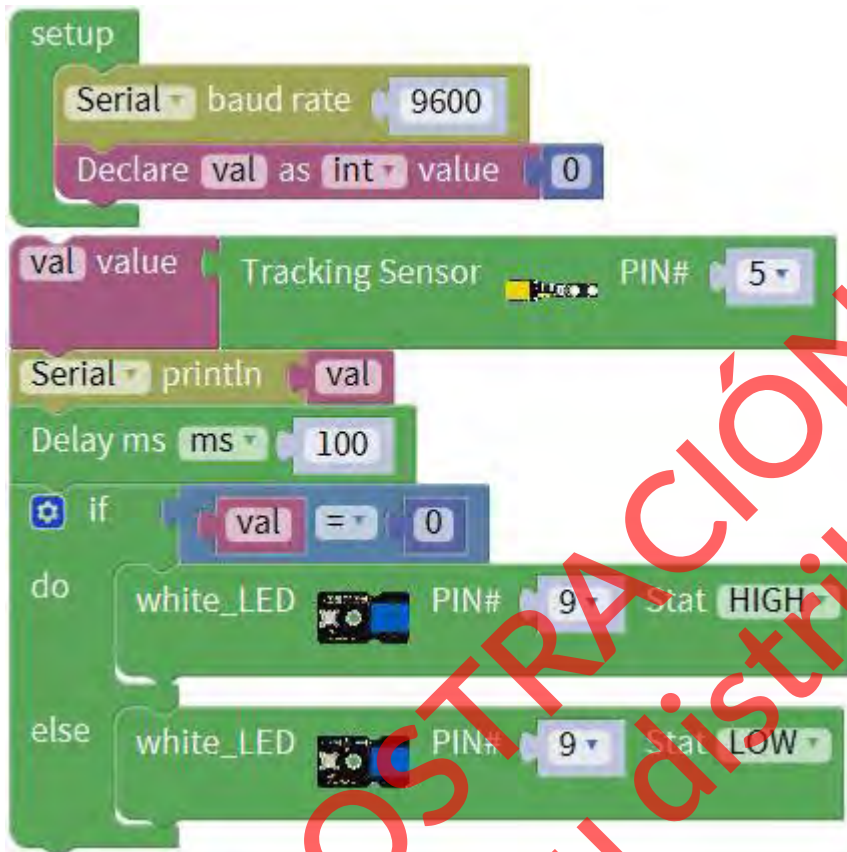 setup
Serial baud rate 9600
Declare val as int value 0
val value Tracking Sensor PIN# 5
Serial println val
Delay ms ms 100
if val = 0
do white_LED PIN# 9 Stat HIGH
else white_LED PIN# 9 Stat LOW